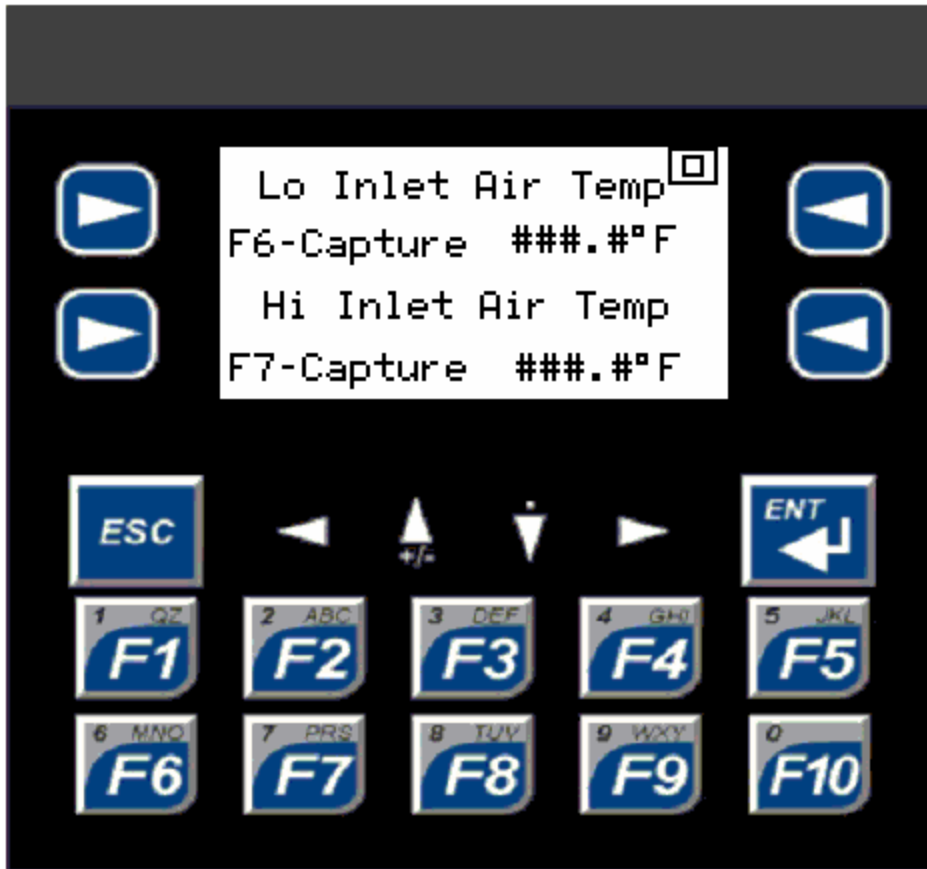 Lo Inlet Air Temp
F6-Capture ###.#°F
Hi Inlet Air Temp
F7-Capture ###.#°F
ESC
+/-
.
ENT
1 QZ
F1
2 ABC
F2
3 DEF
F3
4 GHI
F4
5 JKL
F5
6 MNO
F6
7 PRS
F7
8 TUV
F8
9 WXY
F9
0
F10